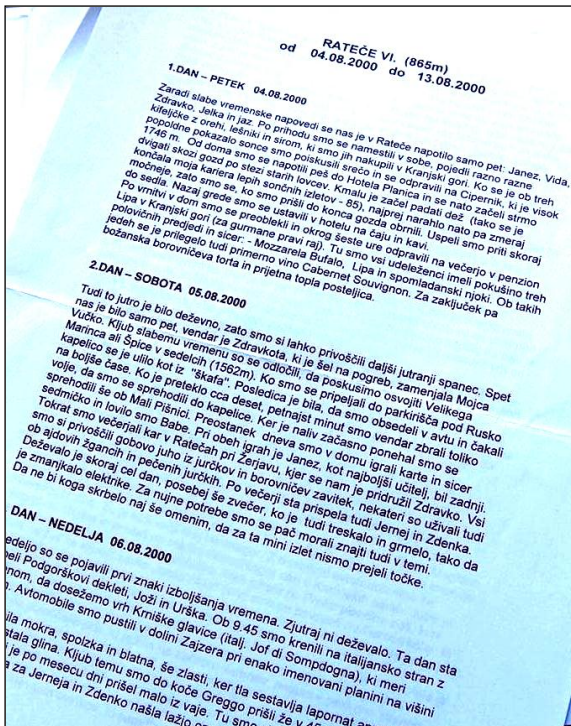 RATEČE VI. (865m)
od 04.08.2000 do 13.08.2000
1.DAN – PETEK 04.08.2000
Zaradi slabe vremenske napovedi se nas je v Rateče napotilo samo pet: Janez, Vida,
Zdravko, Jelka in jaz. Po prihodu smo se namestili v sobe, pojedli razno razne
kifeljčke z orehi, lešniki in sirom, ki smo jih nakupili v Kranjski gori. Ko se je ob treh
popoldne pokazalo sonce smo poiskusili srečo in se odpravili na Cipernik, ki je visok
1746 m. Od doma smo se napotili peš do Hotela Planica in se nato začeli strmo
dvigati skozi gozd po stezi starih lovcev. Kmalu je začel padati dež (tako se je
končala moja kariera lepih sončnih izletov - 85), najprej narahlo nato pa zmeraj
močneje, zato smo se, ko smo prišli do konca gozda obrnili. Uspeli smo priti skoraj
do sedla. Nazaj grede smo se ustavili v hotelu na čaju in kavi.
Po vrnitvi v dom smo se preoblekli in okrog šeste ure odpravili na večerjo v penzion
Lipa v Kranjski gori (za gurmane pravi raj). Tu smo vsi udeleženci imeli pokušino treh
polovičnih predjedi in sicer: - Mozzarela Bufalo, Lipa in spomladanski njoki. Ob takih
jedeh se je prilegelo tudi primerno vino Cabernet Souvignon. Za zaključek pa
božanska borovničeva torta in prijetna topla posteljica.
2.DAN – SOBOTA 05.08.2000
Tudi to jutro je bilo deževno, zato smo si lahko privoščili daljši jutranji spanec. Spet
nas je bilo samo pet, vendar je Zdravkota, ki je šel na pogreb, zamenjala Mojca
Vučko. Kljub slabemu vremenu so se odločili, da poskusimo osvojiti Velikega
Marinca ali Špice v sedelcih (1562m). Ko smo se pripeljali do parkirišča pod Rusko
kapelico se je ulilo kot iz "škafa". Posledica je bila, da smo obsedeli v avtu in čakali
na boljše čase. Ko je preteklo cca deset, petnajst minut smo vendar zbrali toliko
volje, da smo se sprehodili do kapelice. Ker je naliv začasno ponehal smo se
sprehodili še ob Mali Pišnici. Preostanek dneva smo v domu igrali karte in sicer
sedmičko in lovilo smo Babe. Pri obeh igrah je Janez, kot najboljši učitelj, bil zadnji.
Tokrat smo večerjali kar v Ratečah pri Žerjavu, kjer se nam je pridružil Zdravko. Vsi
smo si privoščili gobovo juho iz jurčkov in borovničev zavitek, nekateri so uživali tudi
ob ajdovih žgancih in pečenih jurčkih. Po večerji sta prispela tudi Jernej in Zdenka.
Deževalo je skoraj cel dan, posebej še zvečer, ko je tudi treskalo in grmelo, tako da
je zmanjkalo elektrike. Za nujne potrebe smo se pač morali znajti tudi v temi.
Da ne bi koga skrbelo naj še omenim, da za ta mini izlet nismo prejeli točke.
DAN – NEDELJA 06.08.2000
so se pojavili prvi znaki izboljšanja vremena. Zjutraj ni deževalo. Ta dan sta
Podgorškovi dekleti, Joži in Urška. Ob 9.45 smo krenili na italijansko stran z
da dosežemo vrh Krniške glavice (italj. Jof di Sompdogna), ki meri
Avtomobile smo pustili v dolini Zajzera pri enako imenovani planini na višini
mokra, spolzka in blatna, še zlasti, ker tla sestavlja lapornat
glina. Kljub temu smo do koče Greggo prišli že v
je po mesecu dni prišel malo iz vaje. Tu smo
za Jerneja in Zdenko našla lažjo